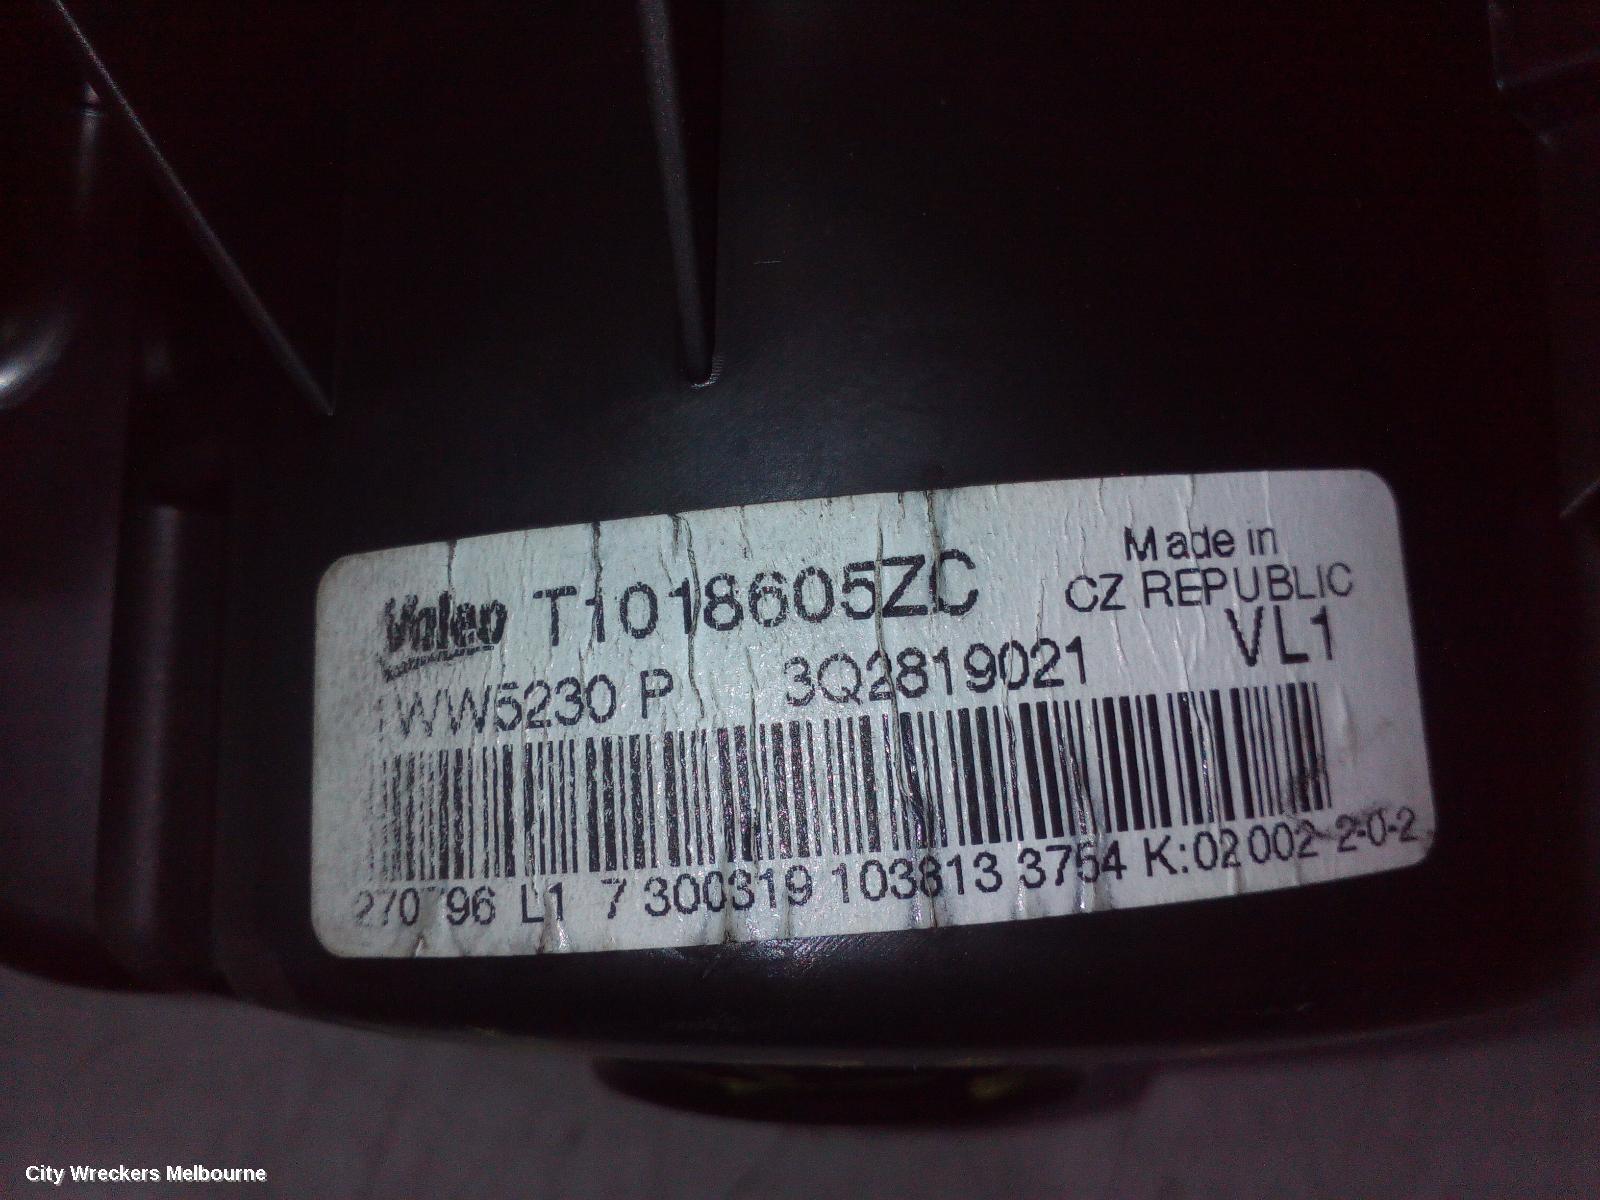 Made in
Valeo T1018605ZC CZ REPUBLIC
WW5230 P 3Q2819021 VL1
L1 7 300319 103813 3754 K:02002 2-0-2
City Wreckers Melbourne